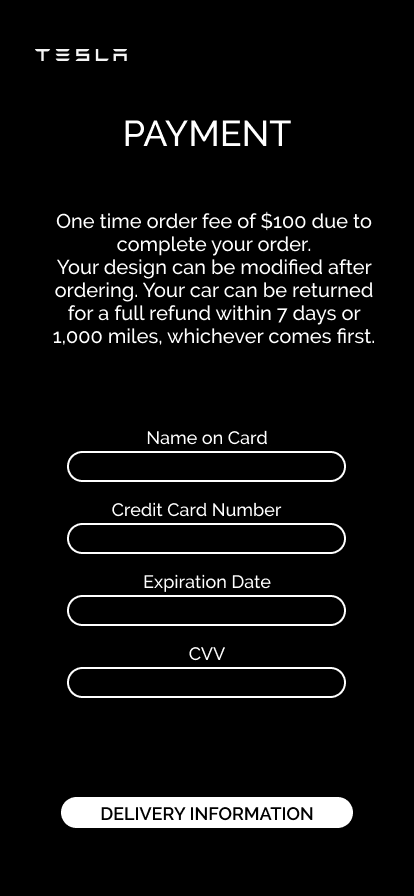 TESLA
PAYMENT
One time order fee of $100 due to
complete your order.
Your design can be modified after
ordering. Your car can be returned
for a full refund within 7 days or
1,000 miles, whichever comes first.
Name on Card
Credit Card Number
Expiration Date
CVV
DELIVERY INFORMATION